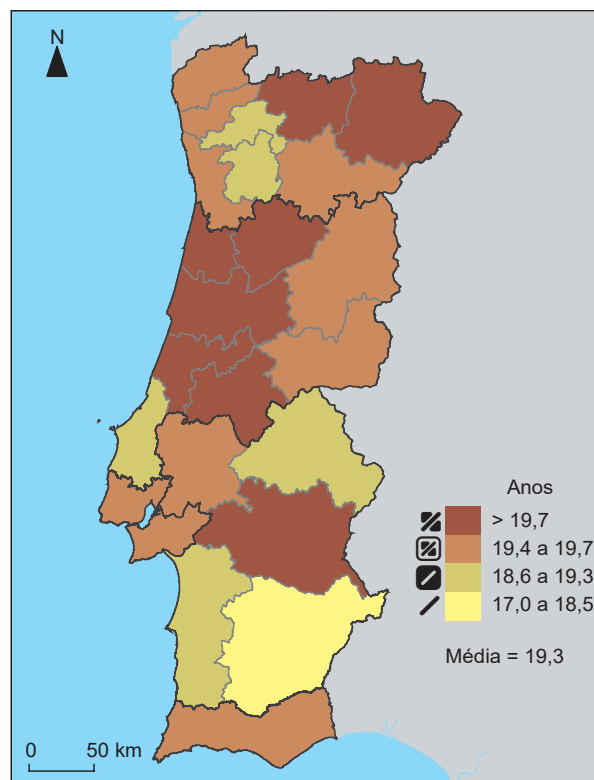 N
Anos
> 19,7
19,4 a 19,7
18,6 a 19,3
17,0 a 18,5
Média = 19,3
0 50 km